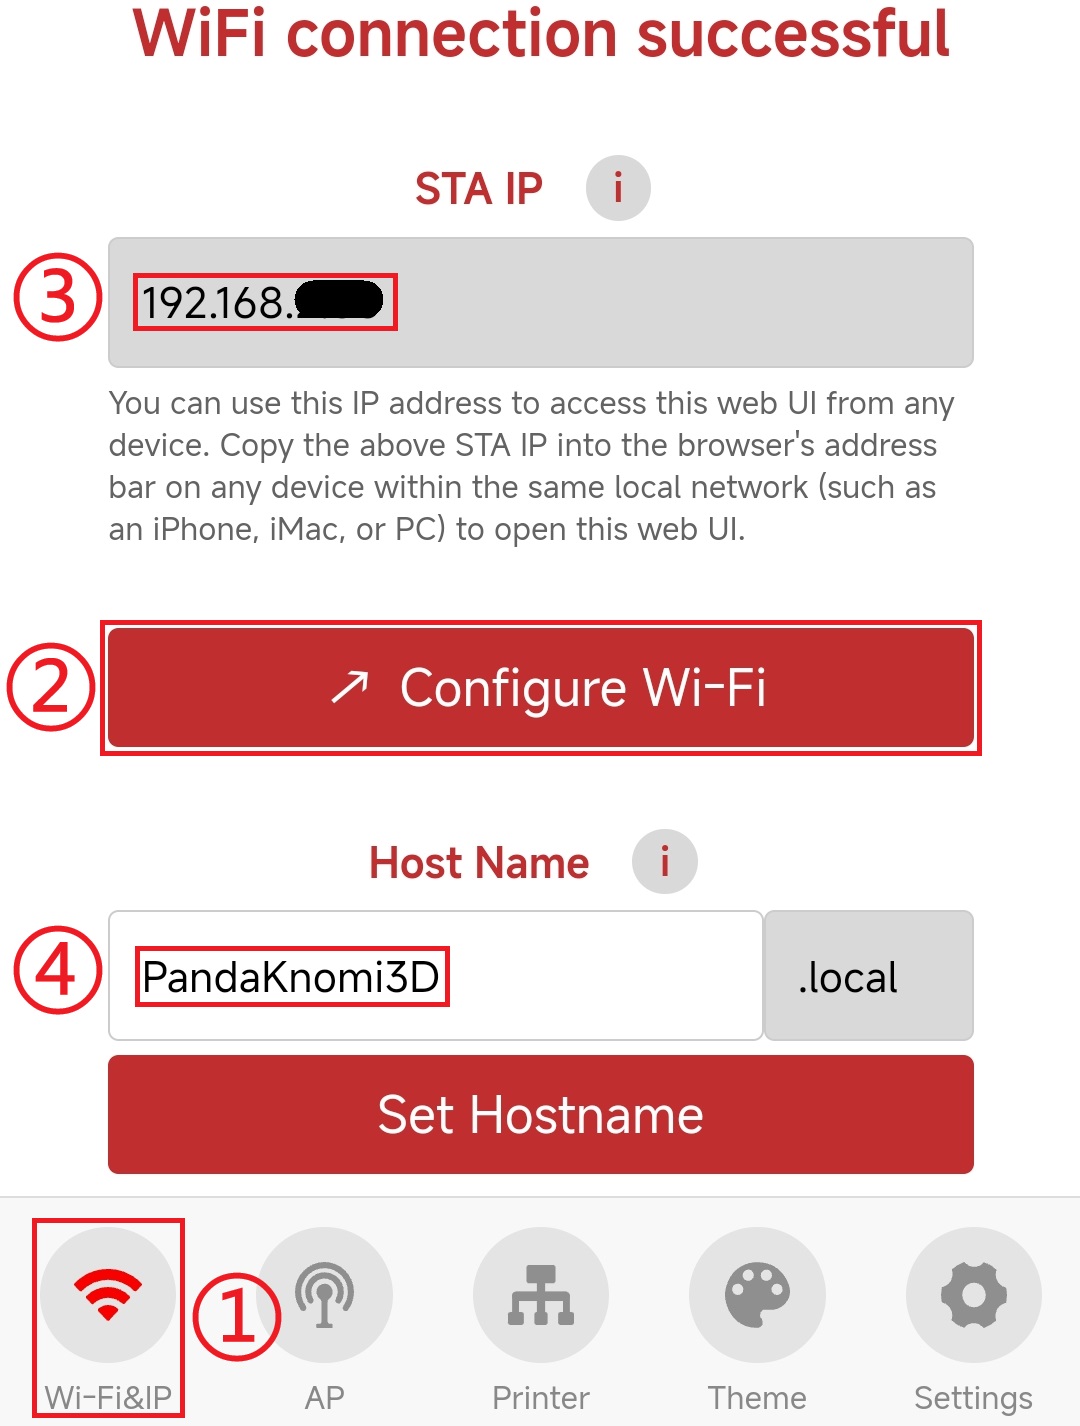 WiFi connection successful
STA IP i
③ 192.168.
You can use this IP address to access this web UI from any
device. Copy the above STA IP into the browser's address
bar on any device within the same local network (such as
an iPhone, iMac, or PC) to open this web UI.
② ↗ Configure Wi-Fi
Host Name i
④ PandaKnomi3D .local
Set Hostname
①
Wi-Fi&IP AP Printer Theme Settings